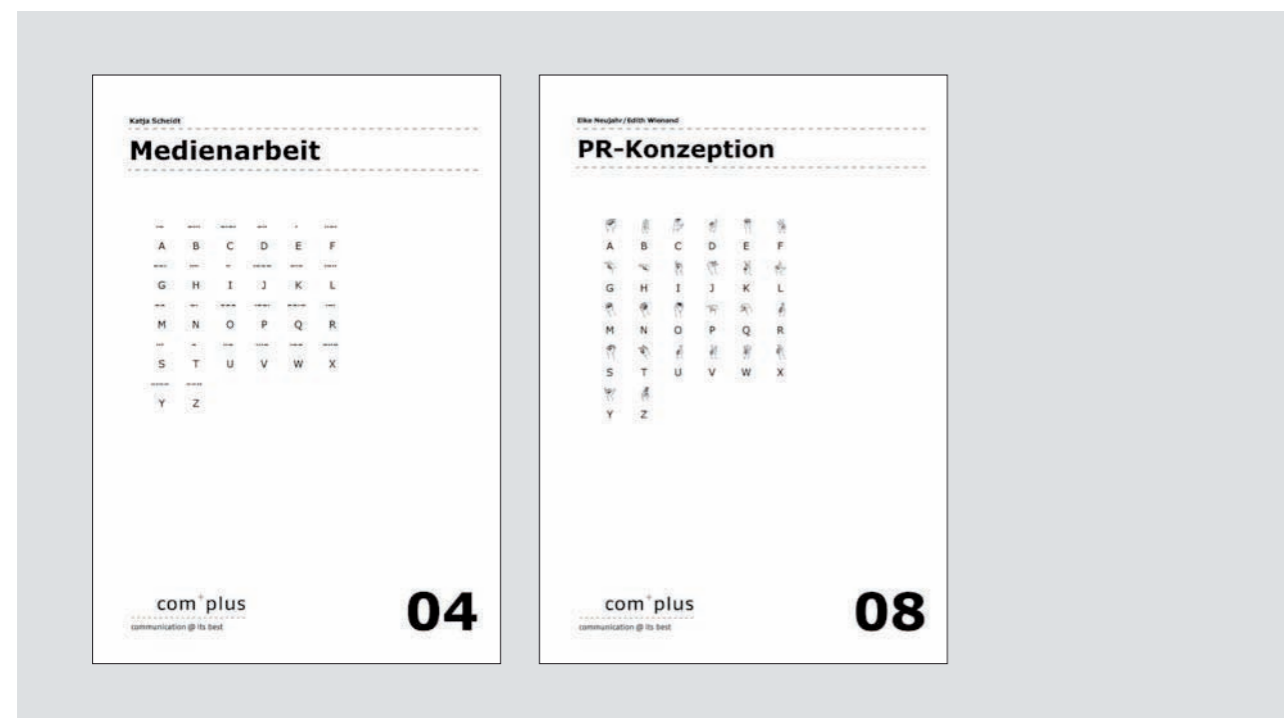 Katja Scheidt
Medienarbeit
A B C D E F
G H I J K L
M N O P Q R
S T U V W X
Y Z
com+plus
communication @ its best
04
Elke Neujahr/Edith Wienand
PR-Konzeption
A B C D E F
G H I J K L
M N O P Q R
S T U V W X
Y Z
com+plus
communication @ its best
08